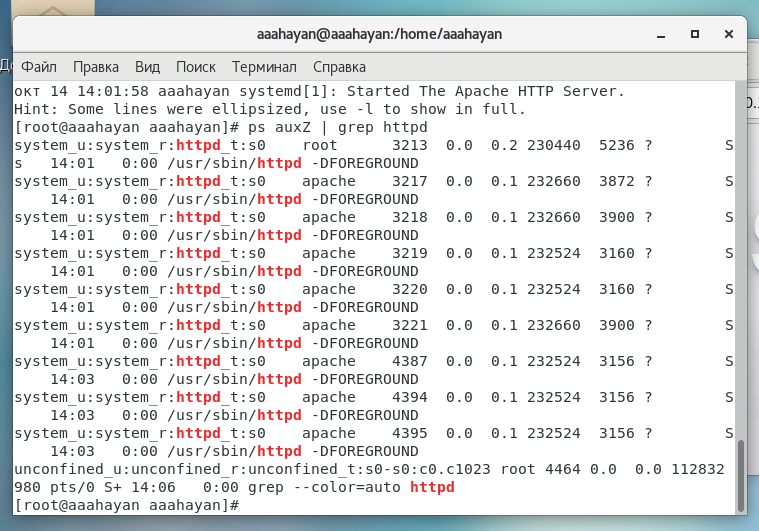 aaahayan@aaahayan:/home/aaahayan
Файл Правка Вид Поиск Терминал Справка
окт 14 14:01:58 aaahayan systemd[1]: Started The Apache HTTP Server.
Hint: Some lines were ellipsized, use -l to show in full.
[root@aaahayan aaahayan]# ps auxZ | grep httpd
system_u:system_r:httpd_t:s0    root      3213  0.0  0.2 230440  5236 ?        S
s   14:01   0:00 /usr/sbin/httpd -DFOREGROUND
system_u:system_r:httpd_t:s0    apache    3217  0.0  0.1 232660  3872 ?        S
    14:01   0:00 /usr/sbin/httpd -DFOREGROUND
system_u:system_r:httpd_t:s0    apache    3218  0.0  0.1 232660  3900 ?        S
    14:01   0:00 /usr/sbin/httpd -DFOREGROUND
system_u:system_r:httpd_t:s0    apache    3219  0.0  0.1 232524  3160 ?        S
    14:01   0:00 /usr/sbin/httpd -DFOREGROUND
system_u:system_r:httpd_t:s0    apache    3220  0.0  0.1 232524  3160 ?        S
    14:01   0:00 /usr/sbin/httpd -DFOREGROUND
system_u:system_r:httpd_t:s0    apache    3221  0.0  0.1 232660  3900 ?        S
    14:01   0:00 /usr/sbin/httpd -DFOREGROUND
system_u:system_r:httpd_t:s0    apache    4387  0.0  0.1 232524  3156 ?        S
    14:03   0:00 /usr/sbin/httpd -DFOREGROUND
system_u:system_r:httpd_t:s0    apache    4394  0.0  0.1 232524  3156 ?        S
    14:03   0:00 /usr/sbin/httpd -DFOREGROUND
system_u:system_r:httpd_t:s0    apache    4395  0.0  0.1 232524  3156 ?        S
    14:03   0:00 /usr/sbin/httpd -DFOREGROUND
unconfined_u:unconfined_r:unconfined_t:s0-s0:c0.c1023 root 4464 0.0  0.0 112832
980 pts/0 S+ 14:06   0:00 grep --color=auto httpd
[root@aaahayan aaahayan]#